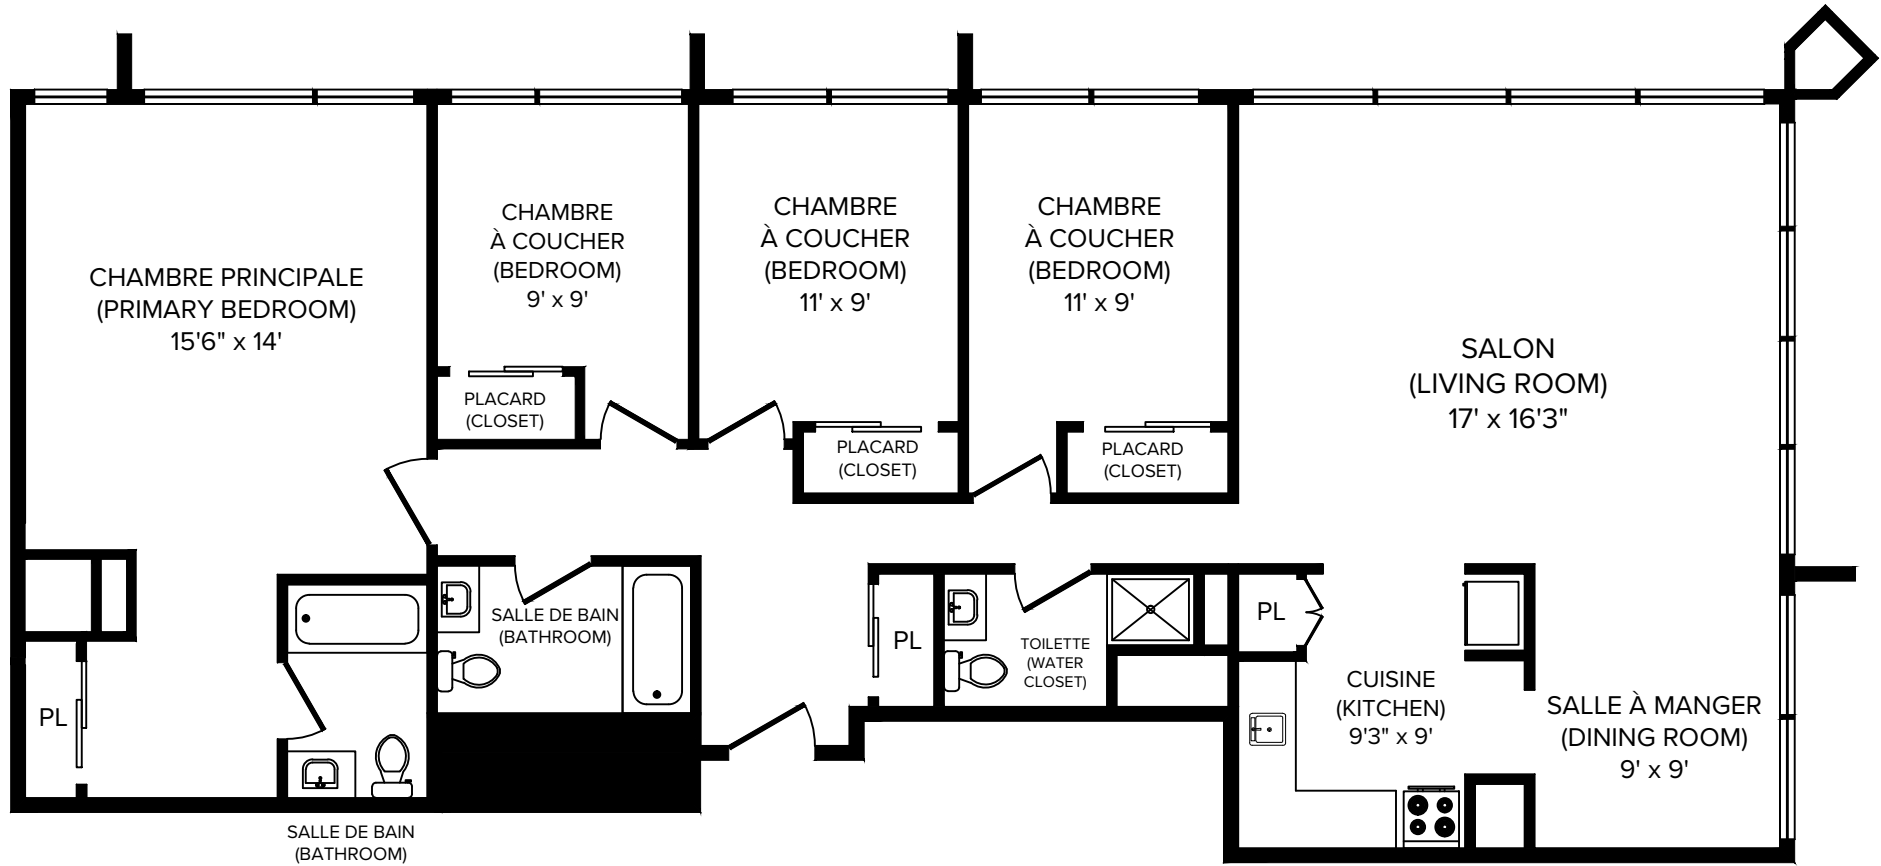 CHAMBRE PRINCIPALE
(PRIMARY BEDROOM)
15'6" x 14'
CHAMBRE
À COUCHER
(BEDROOM)
9' x 9'
PLACARD
(CLOSET)
CHAMBRE
À COUCHER
(BEDROOM)
11' x 9'
PLACARD
(CLOSET)
CHAMBRE
À COUCHER
(BEDROOM)
11' x 9'
PLACARD
(CLOSET)
SALON
(LIVING ROOM)
17' x 16'3"
PL
SALLE DE BAIN
(BATHROOM)
SALLE DE BAIN
(BATHROOM)
PL
TOILETTE
(WATER
CLOSET)
PL
CUISINE
(KITCHEN)
9'3" x 9'
SALLE À MANGER
(DINING ROOM)
9' x 9'